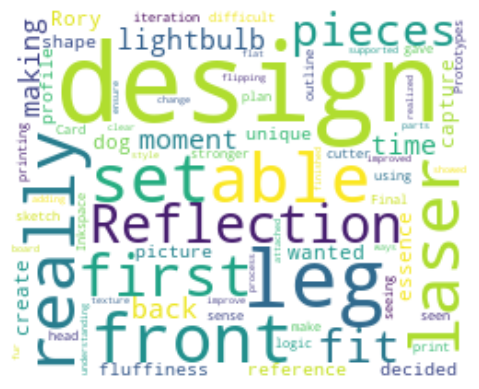 Rory
iteration
difficult
pieces
making
shape
lightbulb
flat
supported
gave
Prototypes
profile
design
flipping
outline
realized
capture
printing
ensure
change
plan
Card
dog
moment
unique
time
parts
clear
stronger
cutter
improved
really
set
able
style
finished
using
Final
showed
adding
sketch
Inkspace
Reflection
essence
laser
board
picture
process
attached
wanted
seeing
ways
create
first
leg
fur
texture
improve
back
understanding
head
front
sense
make
logic
fit
seen
print
fluffiness
reference
decided